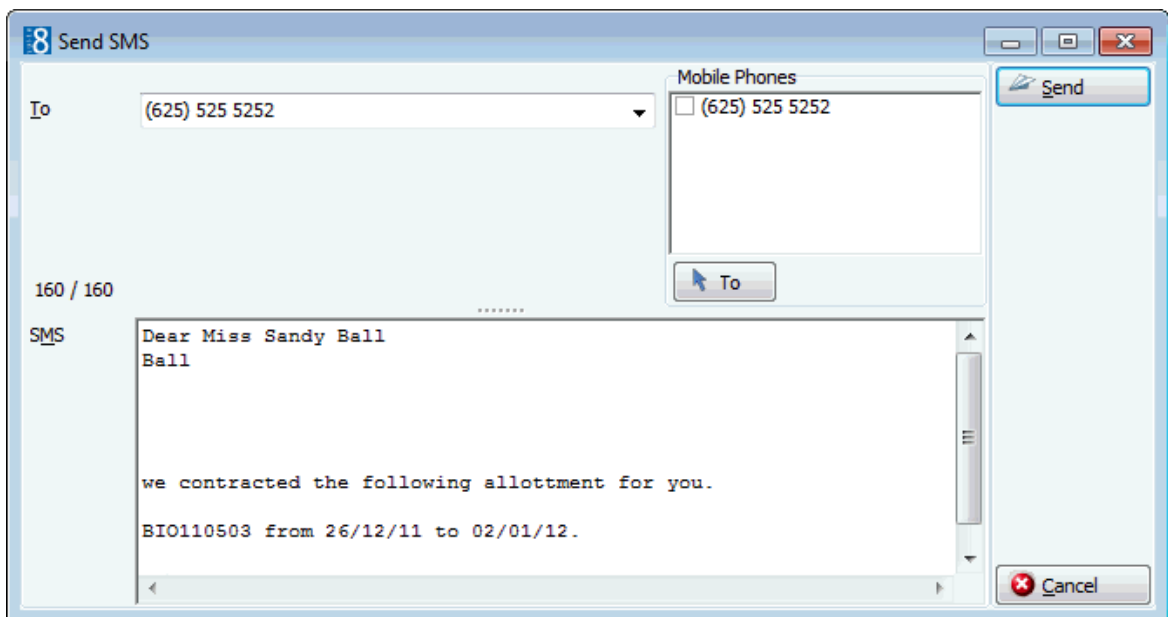 8 Send SMS
To
(625) 525 5252
Mobile Phones
(625) 525 5252
Send
To
160 / 160
SMS
Dear Miss Sandy Ball
Ball
we contracted the following allottment for you.
BIO110503 from 26/12/11 to 02/01/12.
Cancel